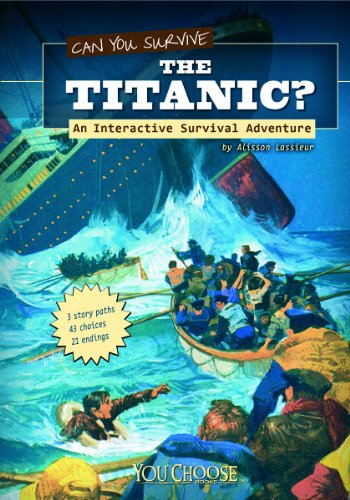 CAN YOU SURVIVE
THE
TITANIC?
An Interactive Survival Adventure
by Allison Lassieur
3 story paths
43 choices
21 endings
YOU CHOOSE
BOOKS